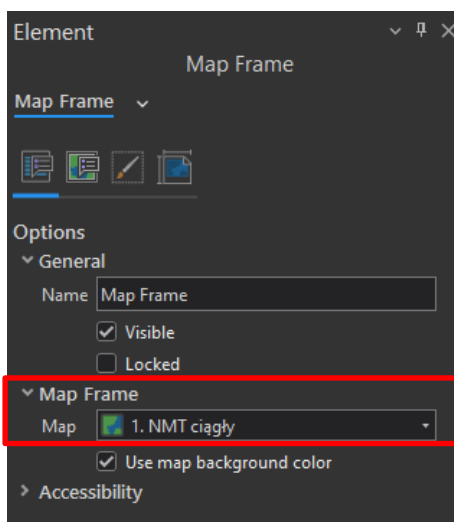 Element
Map Frame
Map Frame
Options
General
Name Map Frame
Visible
Locked
Map Frame
Map 1. NMT ciągły
Use map background color
Accessibility